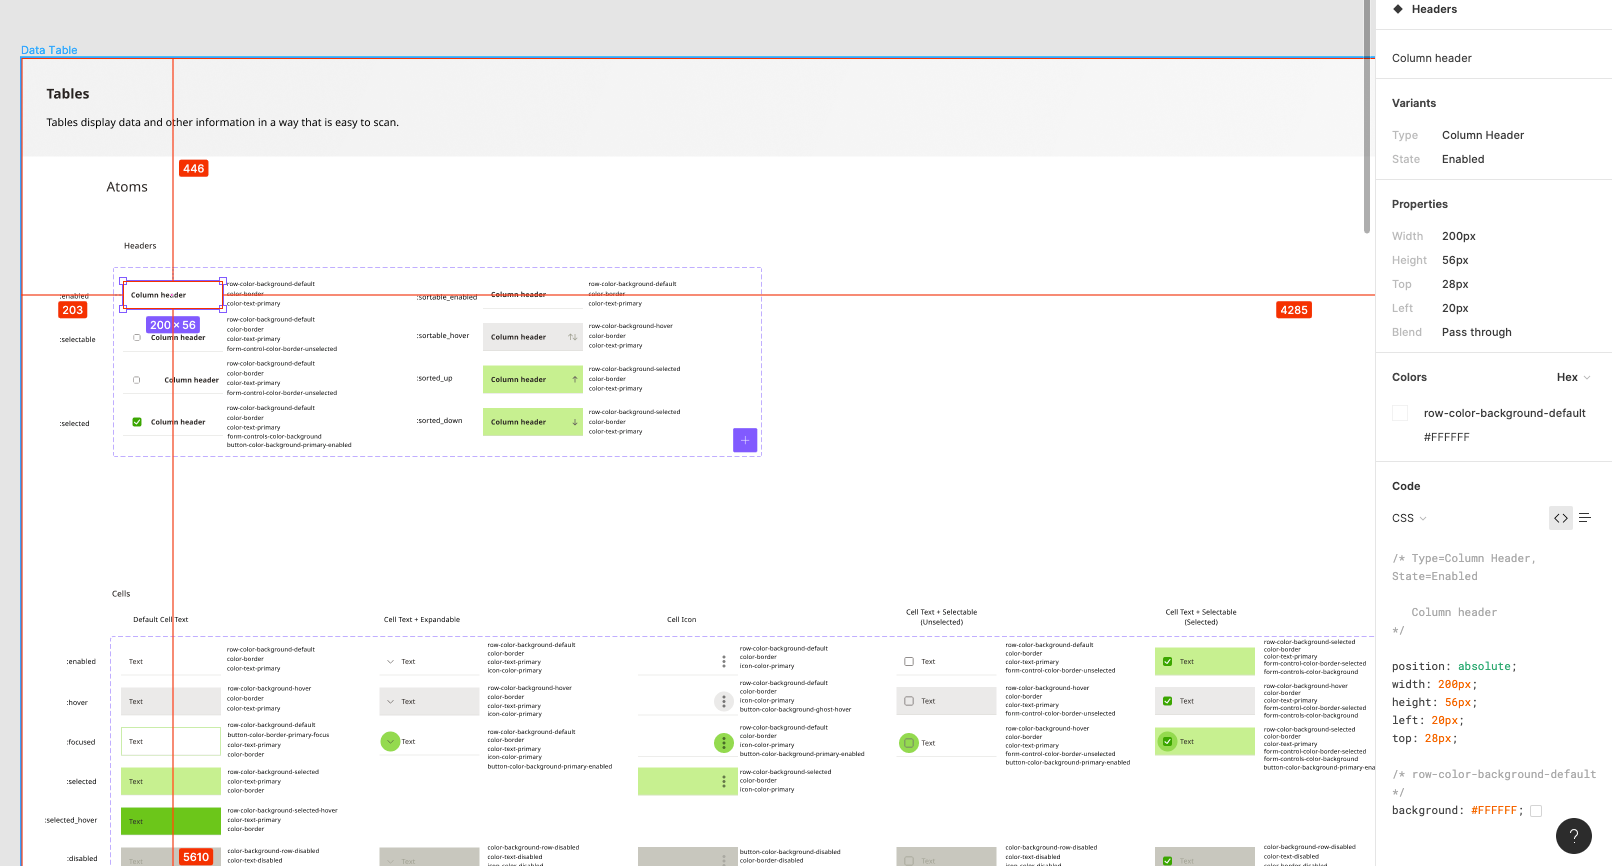 Data Table
Tables
Tables display data and other information in a way that is easy to scan.
446
Atoms
Headers
:enabled
Column header
row-color-background-default
color-border
color-text-primary
203
200 × 56
:selectable
Column header
row-color-background-default
color-border
color-text-primary
form-control-color-border-unselected
Column header
row-color-background-default
color-border
color-text-primary
form-control-color-border-unselected
:selected
Column header
row-color-background-default
color-border
color-text-primary
form-controls-color-background
button-color-background-primary-enabled
:sortable_enabled
Column header
row-color-background-default
color-border
color-text-primary
4285
:sortable_hover
Column header
row-color-background-hover
color-border
color-text-primary
:sorted_up
Column header
row-color-background-selected
color-border
color-text-primary
:sorted_down
Column header
row-color-background-selected
color-border
color-text-primary
Cells
Default Cell Text
Cell Text + Expandable
Cell Icon
Cell Text + Selectable
(Unselected)
Cell Text + Selectable
(Selected)
:enabled
Text
row-color-background-default
color-border
color-text-primary
Text
row-color-background-default
color-border
color-text-primary
icon-color-primary
row-color-background-default
color-border
icon-color-primary
Text
row-color-background-default
color-border
color-text-primary
form-control-color-border-unselected
Text
row-color-background-selected
color-border
color-text-primary
form-control-color-border-selected
form-controls-color-background
:hover
Text
row-color-background-hover
color-border
color-text-primary
Text
row-color-background-hover
color-border
color-text-primary
icon-color-primary
row-color-background-default
color-border
icon-color-primary
button-color-background-ghost-hover
Text
row-color-background-hover
color-border
color-text-primary
form-control-color-border-unselected
Text
row-color-background-hover
color-border
color-text-primary
form-control-color-border-selected
form-controls-color-background
:focused
Text
row-color-background-default
button-color-border-primary-focus
color-text-primary
color-border
Text
row-color-background-default
color-border
color-text-primary
icon-color-primary
button-color-background-primary-enabled
row-color-background-default
color-border
icon-color-primary
button-color-background-primary-enabled
Text
row-color-background-hover
color-border
color-text-primary
form-control-color-border-unselected
button-color-background-primary-enabled
Text
row-color-background-selected
color-border
color-text-primary
form-control-color-border-selected
form-controls-color-background
button-color-background-primary-ena
:selected
Text
row-color-background-selected
color-text-primary
color-border
row-color-background-selected
color-border
icon-color-primary
:selected_hover
Text
row-color-background-selected-hover
color-text-primary
color-border
:disabled
5610
Text
color-background-row-disabled
color-text-disabled
Text
color-background-row-disabled
color-text-disabled
button-color-background-disabled
color-border-disabled
Text
color-background-row-disabled
color-text-disabled
Text
row-color-background-row-disabled
color-text-disabled
Headers
Column header
Variants
Type Column Header
State Enabled
Properties
Width 200px
Height 56px
Top 28px
Left 20px
Blend Pass through
Colors Hex
row-color-background-default
#FFFFFF
Code
CSS
/* Type=Column Header,
State=Enabled
Column header
*/
position: absolute;
width: 200px;
height: 56px;
left: 20px;
top: 28px;
/* row-color-background-default
*/
background: #FFFFFF;
?